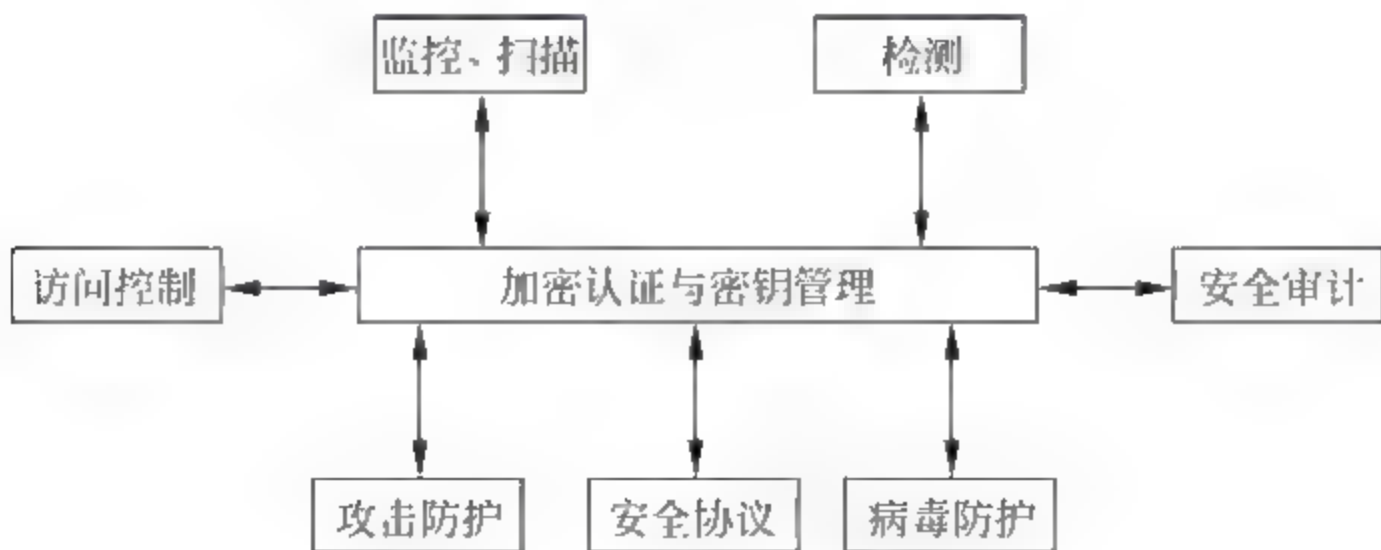 监控、扫描
检测
访问控制
加密认证与密钥管理
安全审计
攻击防护
安全协议
病毒防护